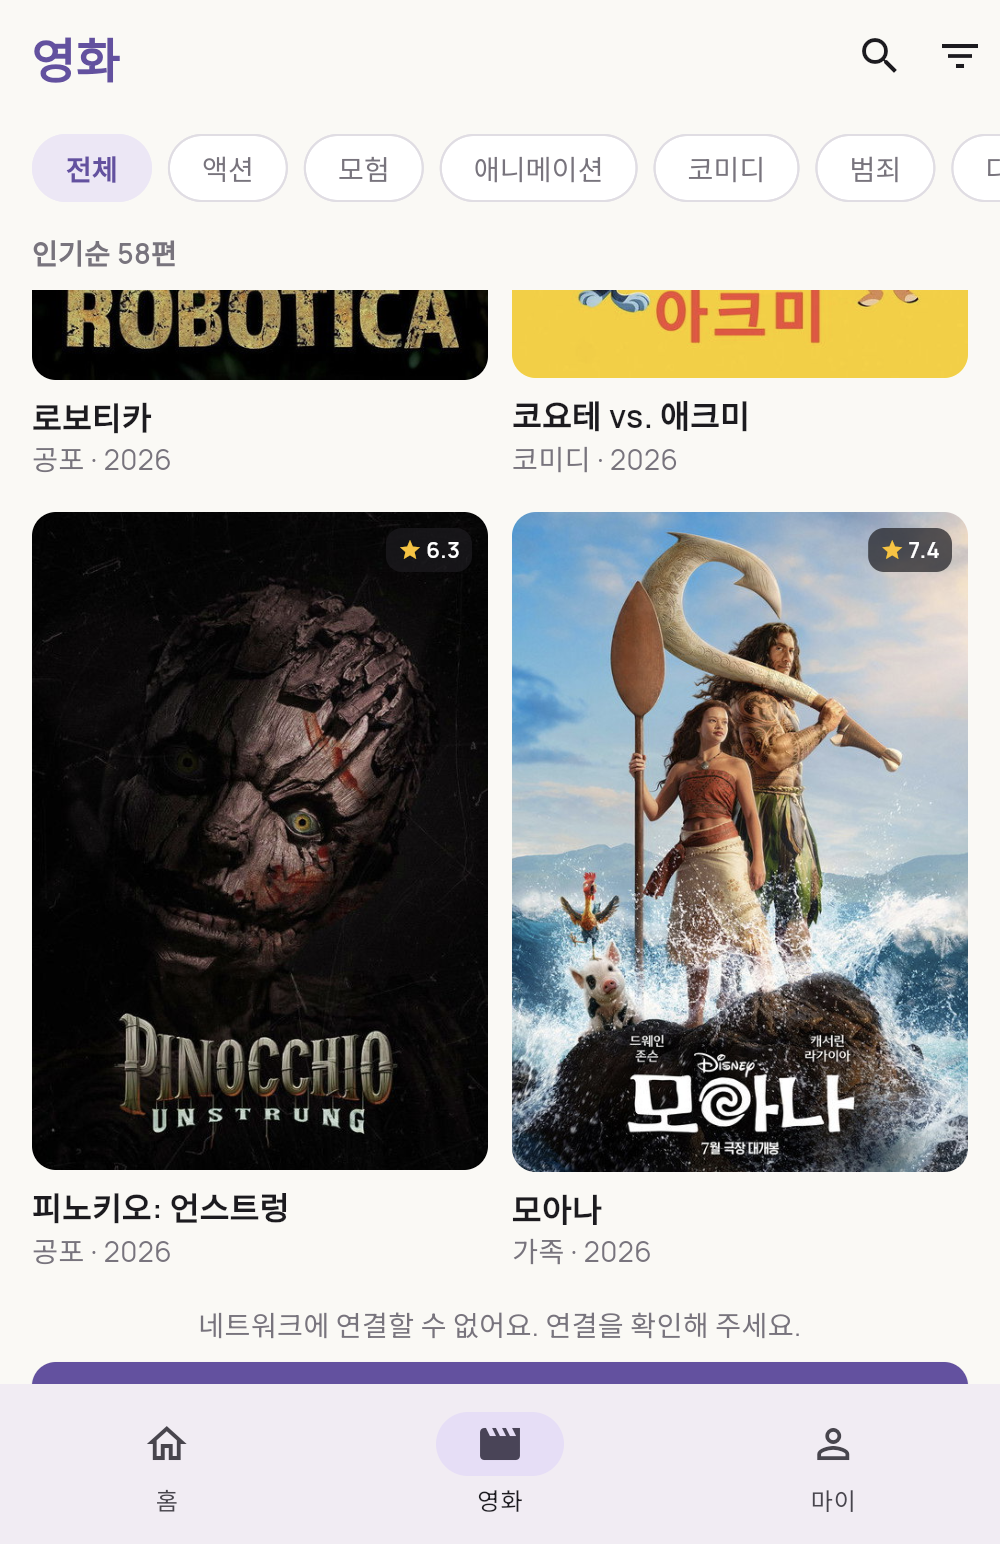 영화
전체 액션 모험 애니메이션 코미디 범죄
인기순 58편
ROBOTICA
아크미
로보티카
공포 · 2026
코요테 vs. 애크미
코미디 · 2026
6.3
PINOCCHIO
UNSTRUNG
7.4
드웨인
존슨
캐서린
라가이아
Disney
모아나
7월 극장 대개봉
피노키오: 언스트렁
공포 · 2026
모아나
가족 · 2026
네트워크에 연결할 수 없어요. 연결을 확인해 주세요.
홈 영화 마이